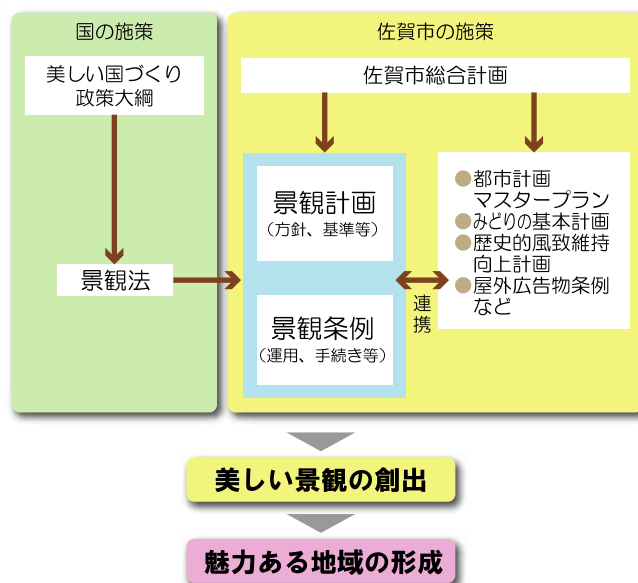 国の施策
美しい国づくり
政策大綱
景観法
佐賀市の施策
佐賀市総合計画
景観計画
（方針、基準等）
景観条例
（運用、手続き等）
連携
●都市計画
マスタープラン
●みどりの基本計画
●歴史的風致維持
向上計画
●屋外広告物条例
など
美しい景観の創出
魅力ある地域の形成